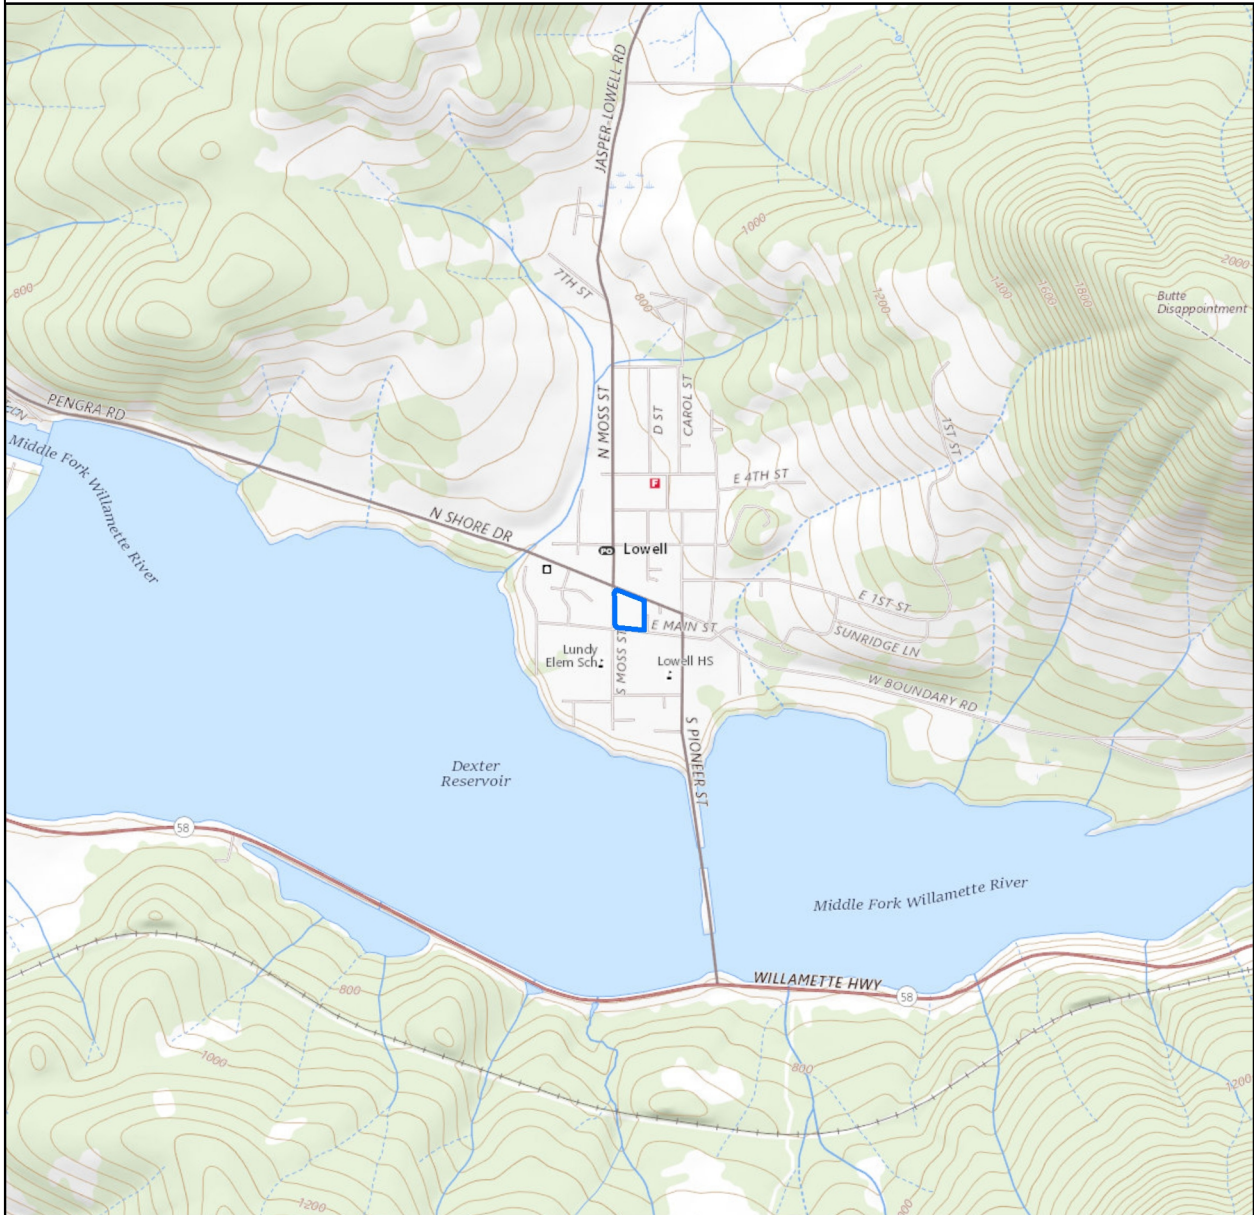 JASPER-LOWELL RD
1000
2000
1400
1600
1800
1200
Butte
Disappointment
800
7TH ST
800
PENGRA RD
Middle Fork Willamette River
N MOSS ST
D ST
CAROL ST
1ST ST
E 4TH ST
F
N SHORE DR
PO
Lowell
E 1ST ST
E MAIN ST
SUNRIDGE LN
Lundy
Elem Sch
S MOSS ST
Lowell HS
W BOUNDARY RD
S PIONEER ST
Dexter
Reservoir
58
Middle Fork Willamette River
WILLAMETTE HWY
58
800
1000
800
1200
1200